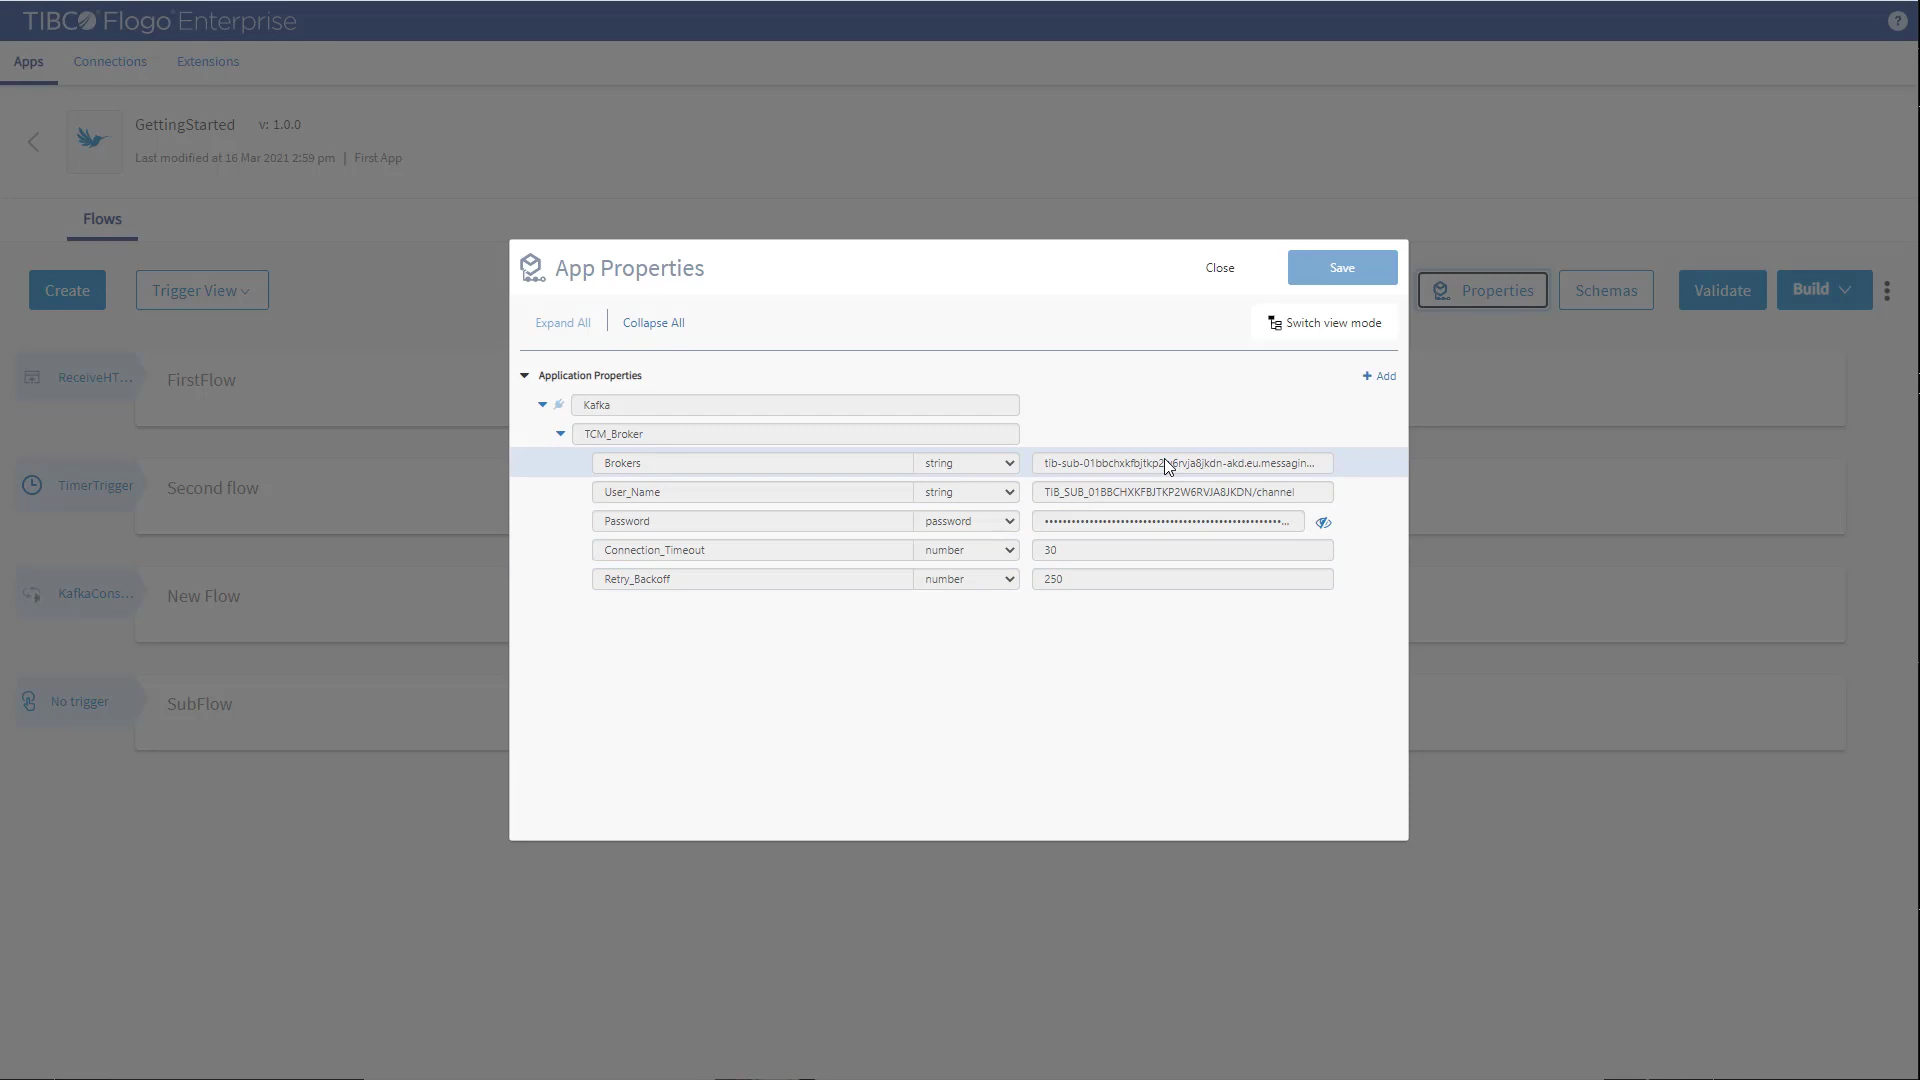 TIBCO Flogo® Enterprise
?
Apps
Connections
Extensions
GettingStarted v: 1.0.0
Last modified at 16 Mar 2021 2:59 pm | First App
Flows
Create
Trigger View
Properties
Schemas
Validate
Build
ReceiveHT...
FirstFlow
TimerTrigger
Second flow
KafkaCons...
New Flow
No trigger
SubFlow
App Properties
Close
Save
Expand All
Collapse All
Switch view mode
Application Properties
+ Add
Kafka
TCM_Broker
Brokers string
User_Name string TIB_SUB_01BBCHXKFBJTKP2W6RVJA8JKDN/channel
Password password
Connection_Timeout number 30
Retry_Backoff number 250